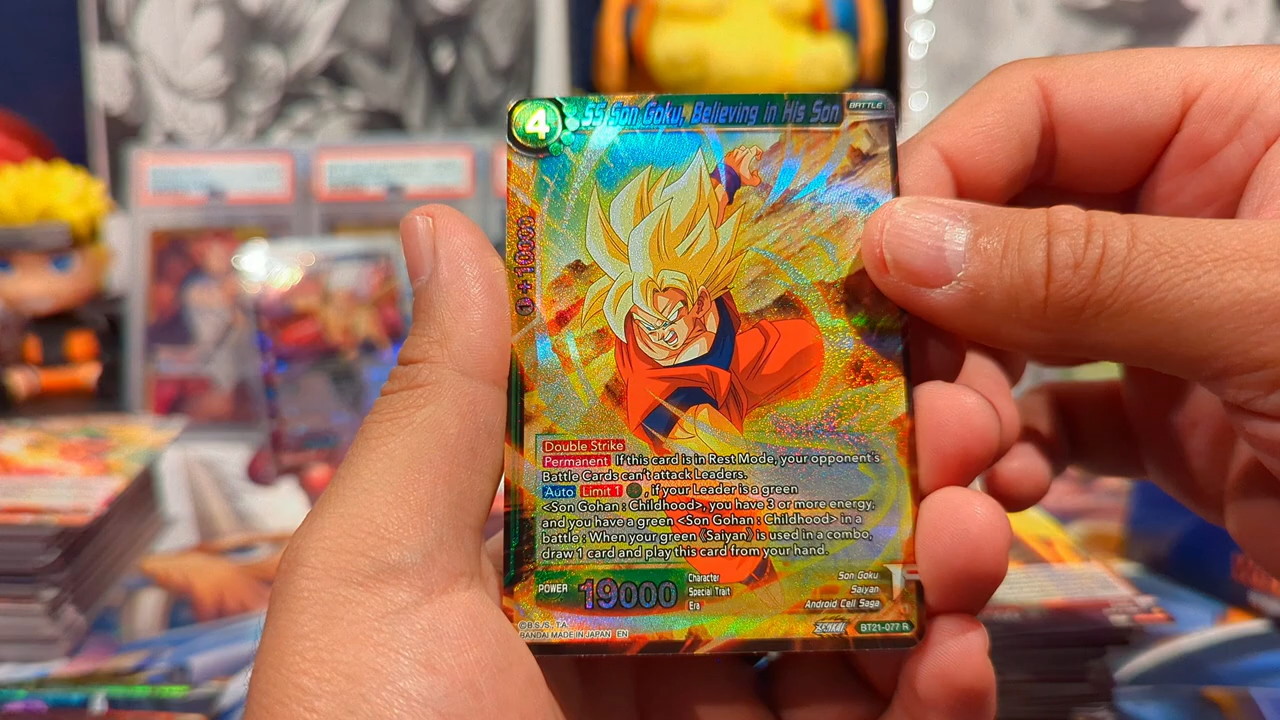 4
SS Son Goku, Believing in His Son
BATTLE
+10000
Double Strike
Permanent If this card is in Rest Mode, your opponent's
Battle Cards can't attack Leaders.
Auto Limit 1 , if your Leader is a green
<Son Gohan : Childhood>, you have 3 or more energy,
and you have a green <Son Gohan : Childhood> in a
battle : When your green 《Saiyan》 is used in a combo,
draw 1 card and play this card from your hand.
POWER 19000
Character Son Goku
Special Trait Saiyan
Era Android Cell Saga
©B.S./S., T.A.
BANDAI MADE IN JAPAN EN
BT21-077 R